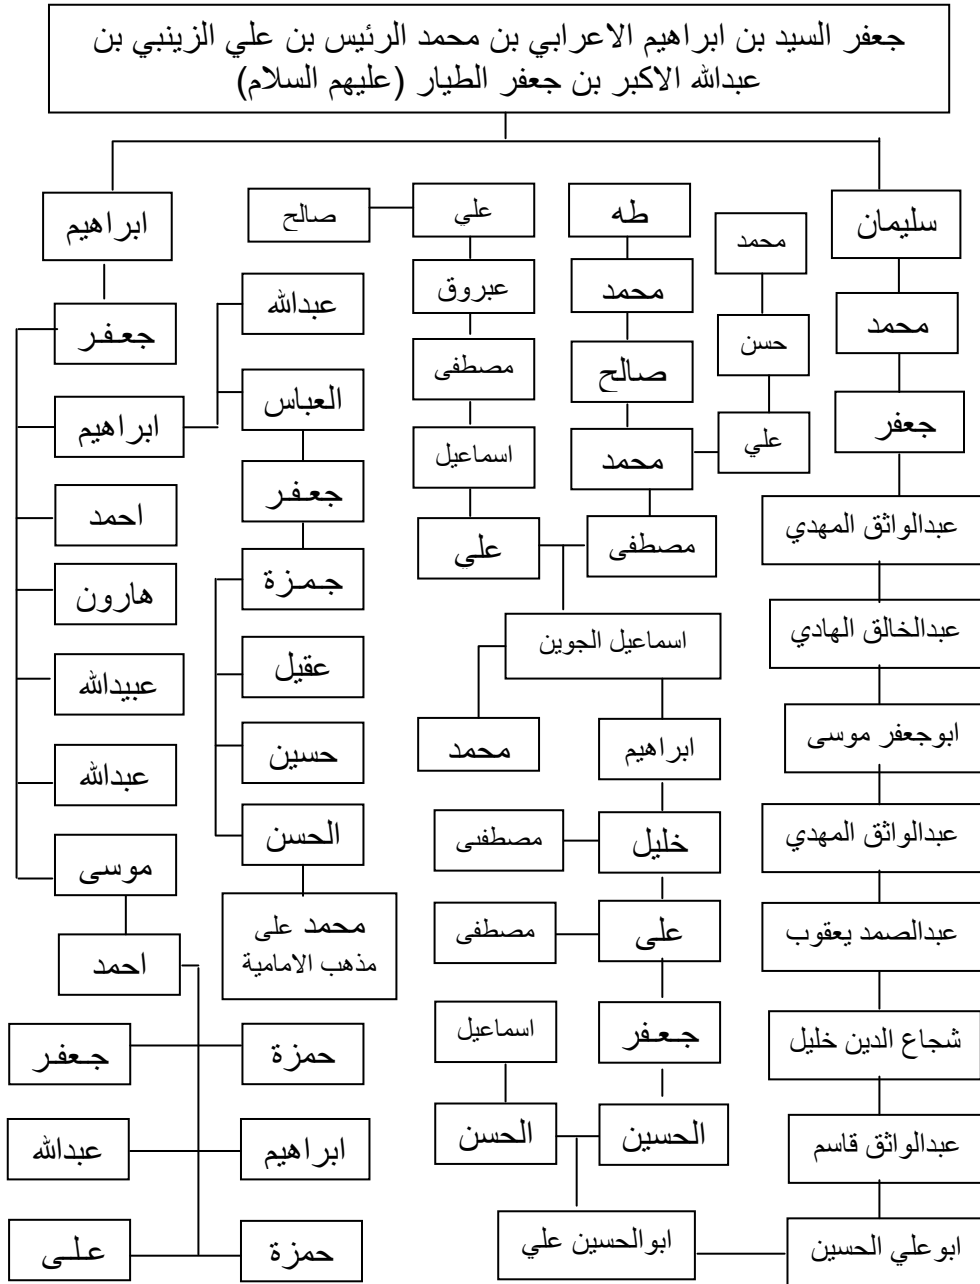 جعفر السيد بن ابراهيم الاعرابي بن محمد الرئيس بن علي الزينبي بن
عبدالله الاكبر بن جعفر الطيار (عليهم السلام)
سليمان
محمد
جعفر
عبدالواثق المهدي
عبدالخالق الهادي
ابوجعفر موسى
عبدالواثق المهدي
عبدالصمد يعقوب
شجاع الدين خليل
عبدالواثق قاسم
ابوعلي الحسين
ابوالحسين علي
الحسين
الحسن
اسماعيل
جعفر
على
مصطفى
خليل
مصطفى
ابراهيم
محمد
اسماعيل الجوين
مصطفى
علي
محمد
علي
حسن
محمد
صالح
محمد
طه
اسماعيل
مصطفى
عبروق
علي
صالح
ابراهيم
جعفر
ابراهيم
احمد
هارون
عبيدالله
عبدالله
موسى
عبدالله
العباس
جعفر
جمزة
عقيل
حسين
الحسن
محمد على
مذهب الامامية
احمد
حمزة
جعفر
ابراهيم
عبدالله
حمزة
على